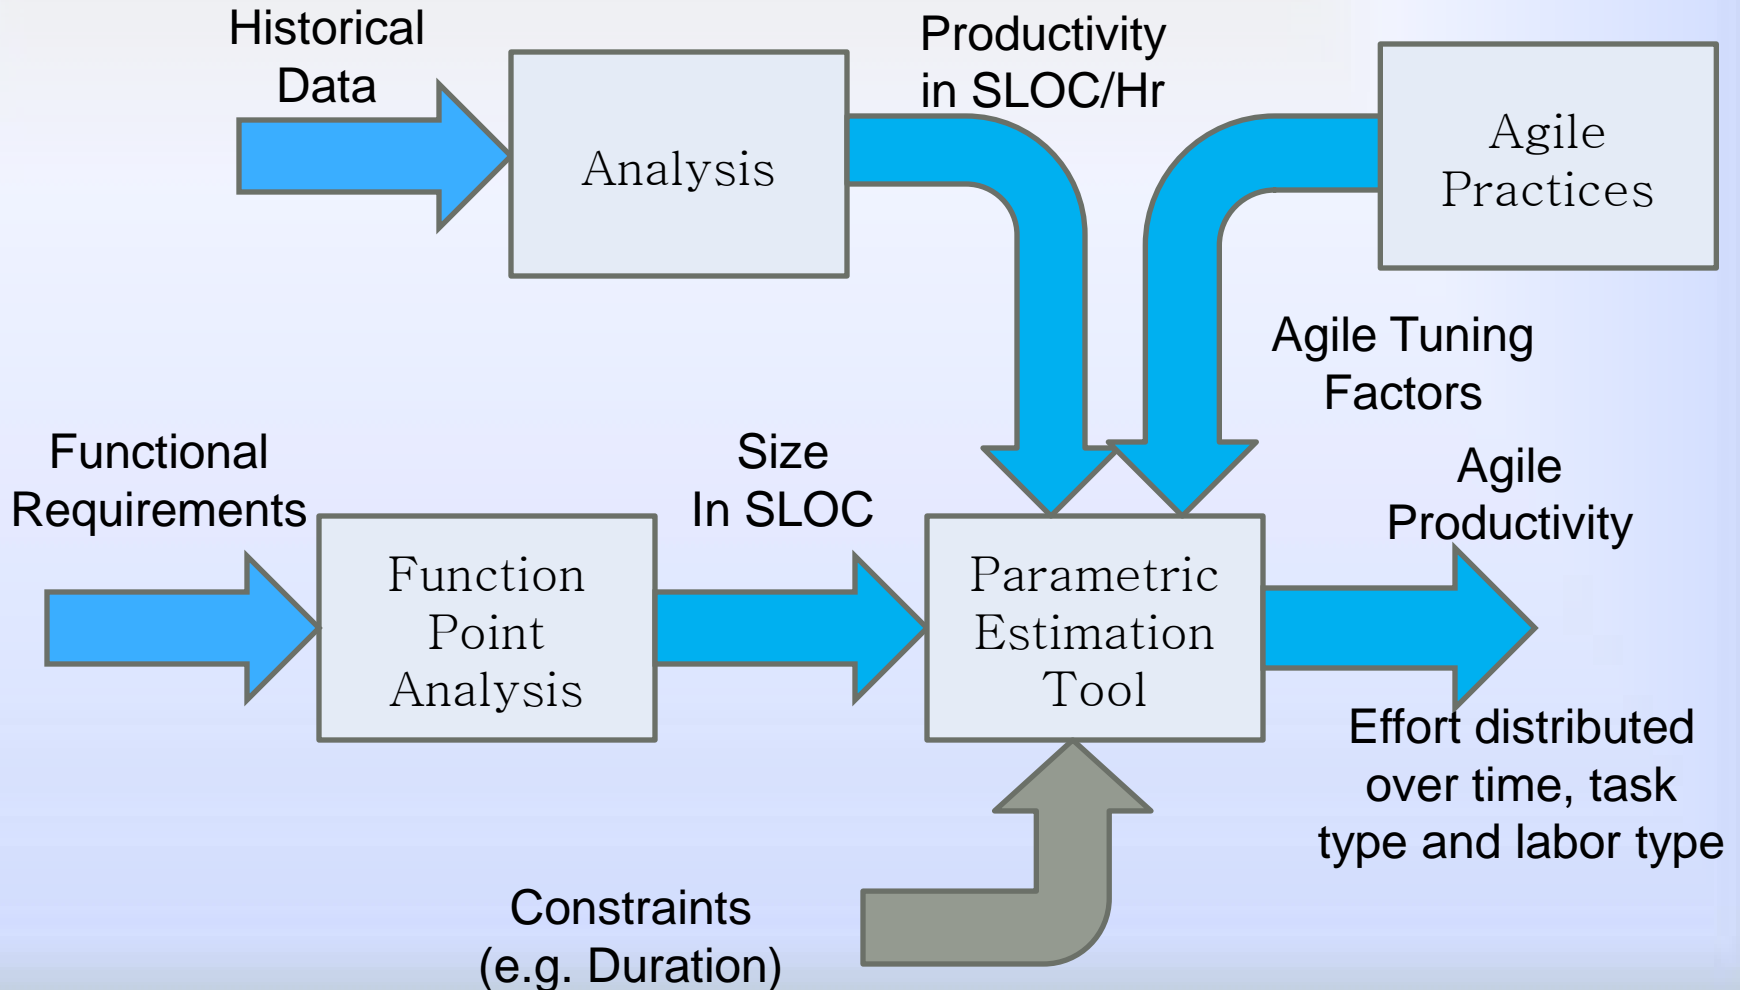 Historical
Data
Productivity
in SLOC/Hr
Analysis
Agile
Practices
Agile Tuning
Factors
Functional
Requirements
Size
In SLOC
Agile
Productivity
Function
Point
Analysis
Parametric
Estimation
Tool
Effort distributed
over time, task
type and labor type
Constraints
(e.g. Duration)